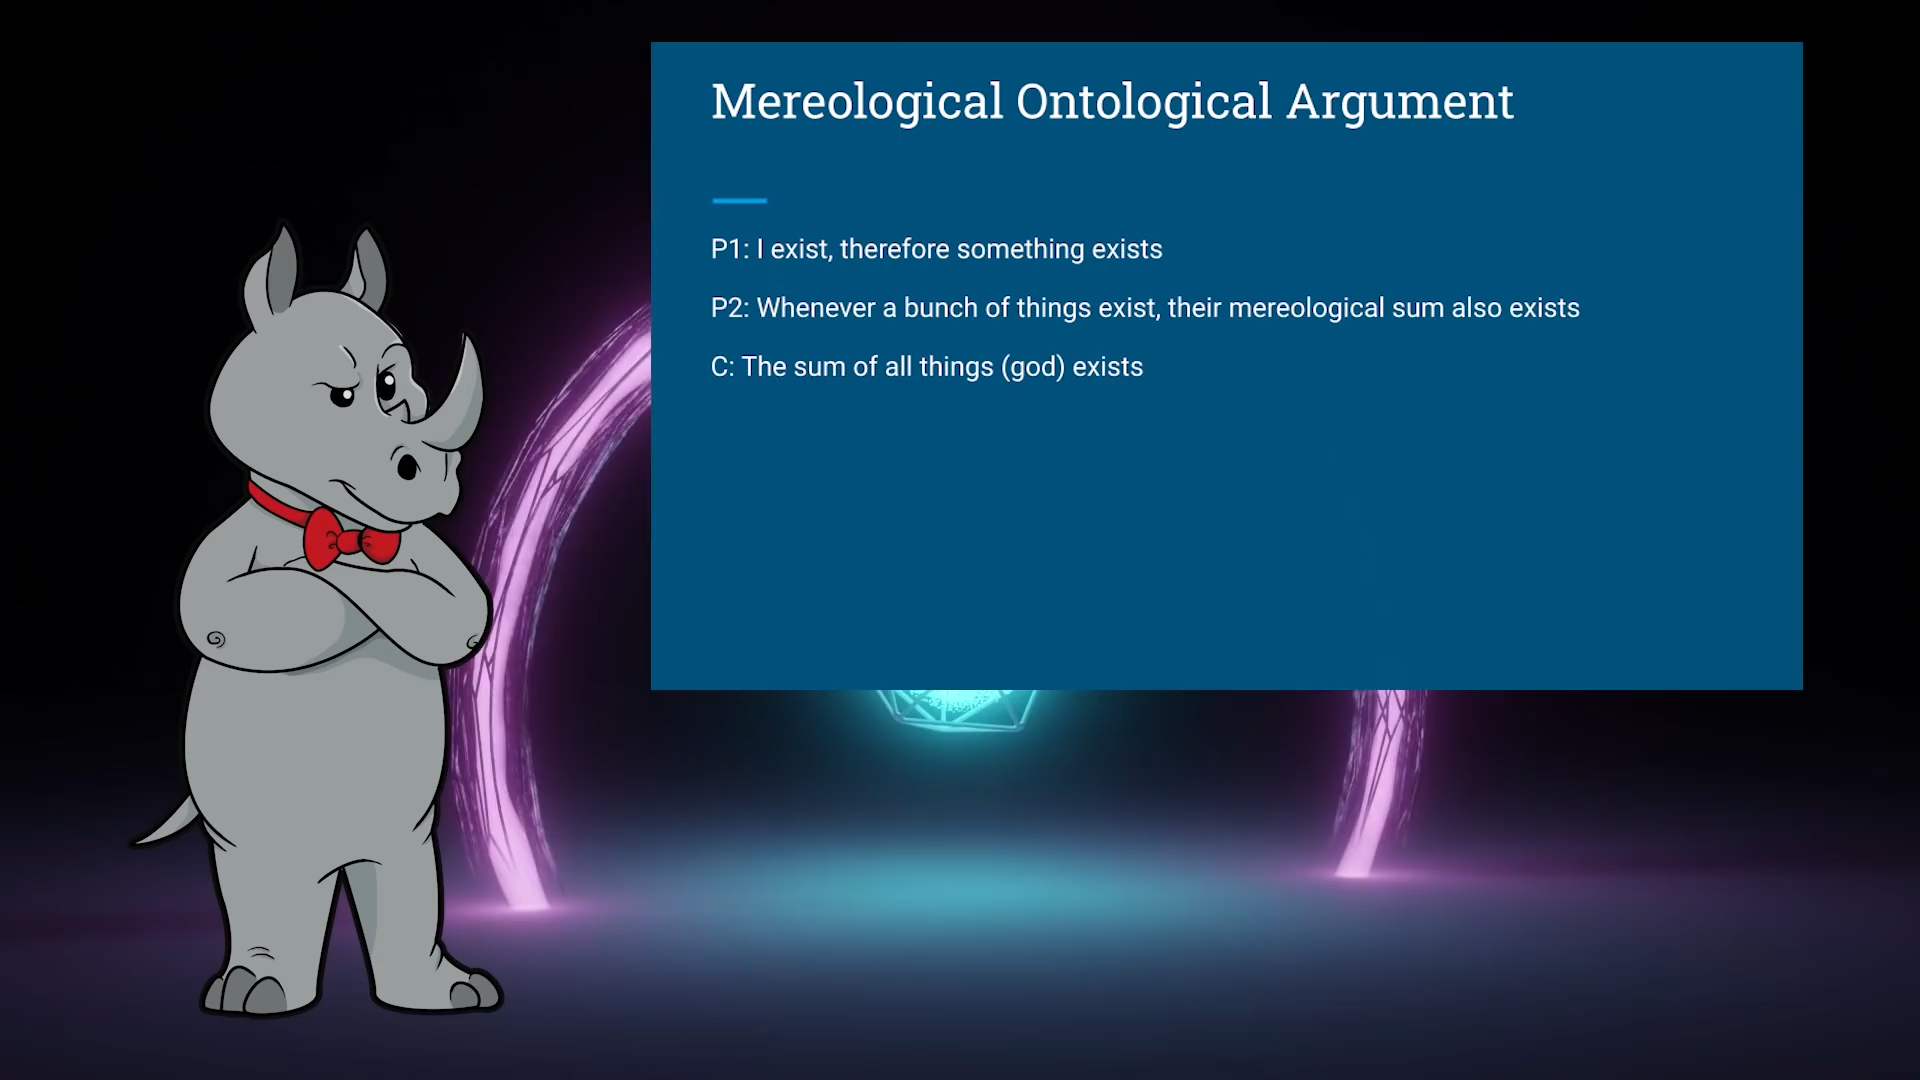 Mereological Ontological Argument
P1: I exist, therefore something exists
P2: Whenever a bunch of things exist, their mereological sum also exists
C: The sum of all things (god) exists